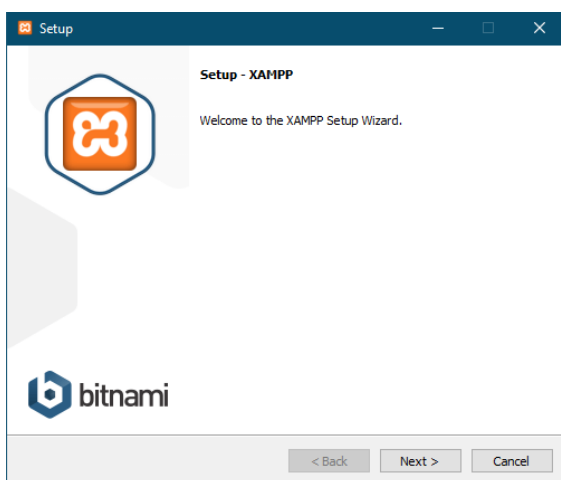 Setup
Setup - XAMPP
Welcome to the XAMPP Setup Wizard.
bitnami
< Back
Next >
Cancel